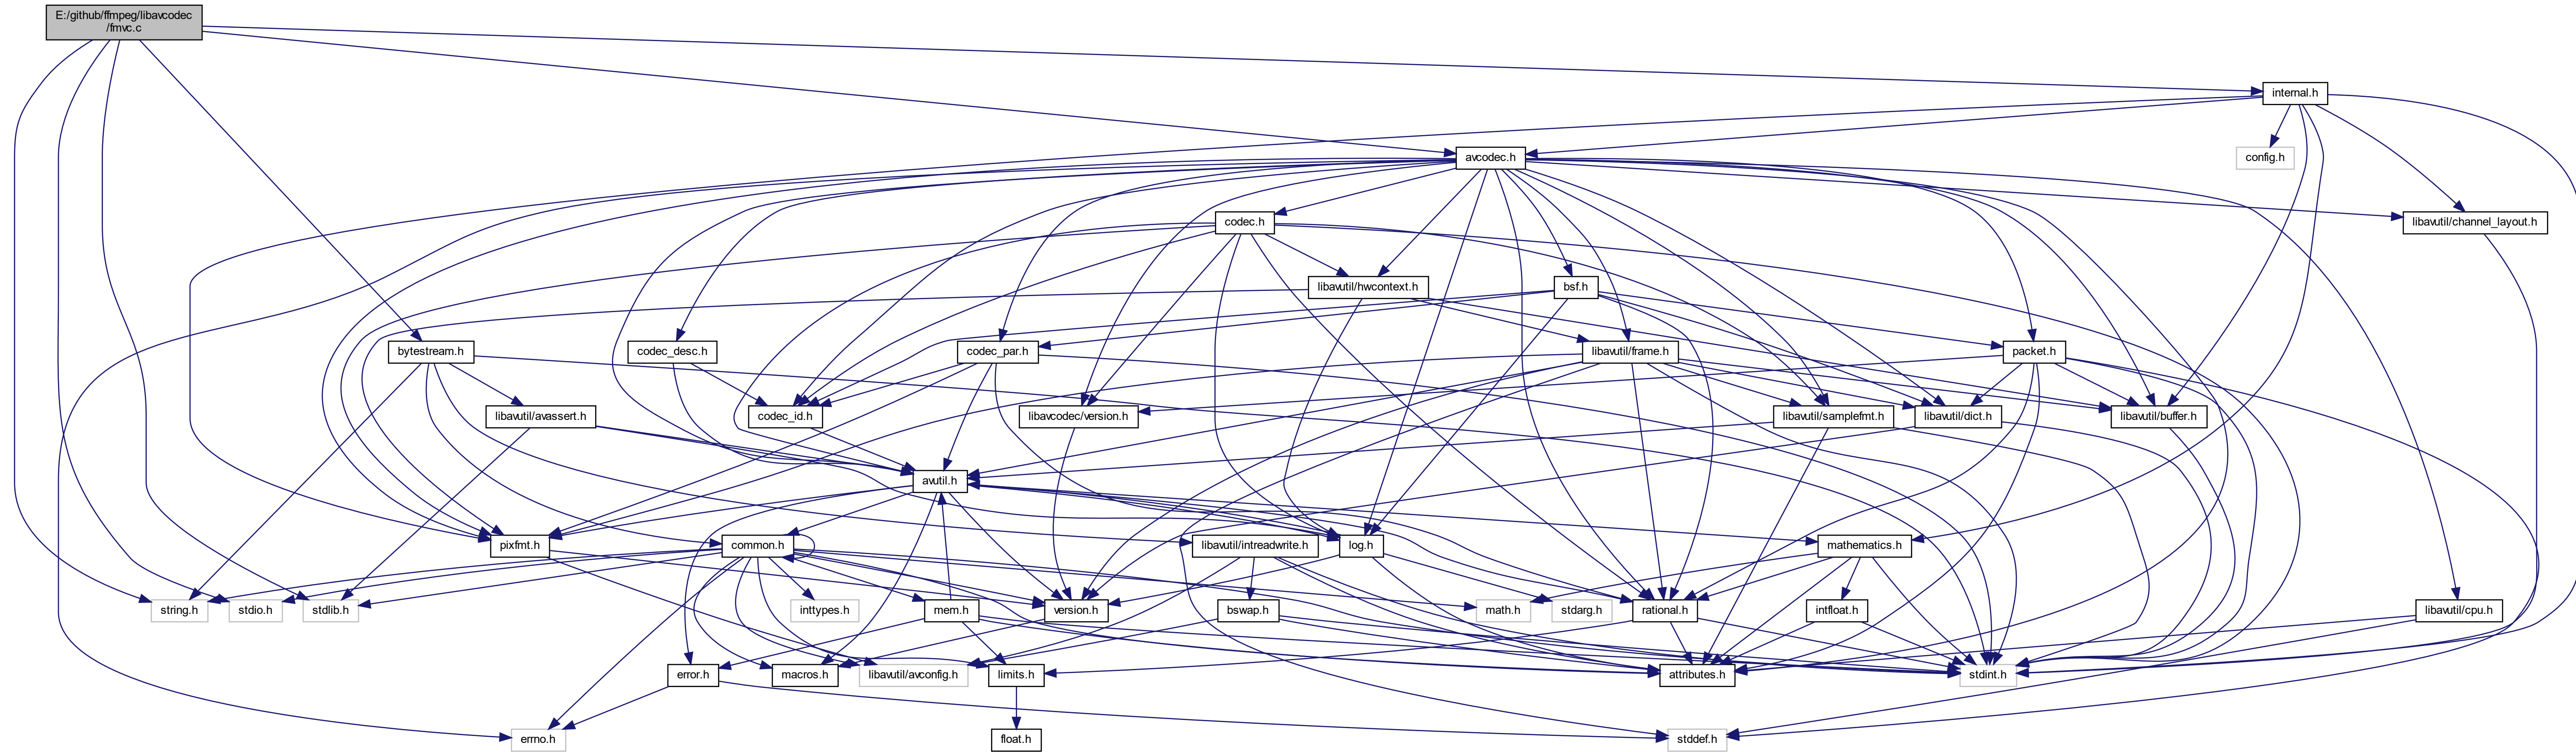 E:/github/ffmpeg/libavcodec
/fmvc.c
internal.h
avcodec.h
config.h
codec.h
libavutil/channel_layout.h
libavutil/hwcontext.h
bsf.h
bytestream.h
codec_desc.h
codec_par.h
libavutil/frame.h
packet.h
libavutil/avassert.h
codec_id.h
libavcodec/version.h
libavutil/samplefmt.h
libavutil/dict.h
libavutil/buffer.h
avutil.h
pixfmt.h
common.h
libavutil/intreadwrite.h
log.h
mathematics.h
string.h
stdio.h
stdlib.h
inttypes.h
mem.h
version.h
bswap.h
math.h
stdarg.h
rational.h
intfloat.h
libavutil/cpu.h
error.h
macros.h
libavutil/avconfig.h
limits.h
attributes.h
stdint.h
errno.h
float.h
stddef.h